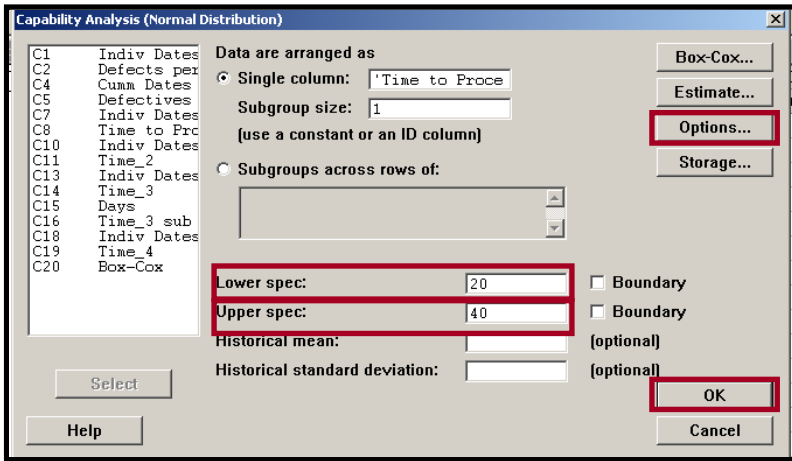 Capability Analysis (Normal Distribution)
C1 Indiv Dates
C2 Defects per
C4 Cumm Dates
C5 Defectives
C7 Indiv Dates
C8 Time to Prc
C10 Indiv Dates
C11 Time_2
C13 Indiv Dates
C14 Time_3
C15 Days
C16 Time_3 sub
C18 Indiv Dates
C19 Time_4
C20 Box-Cox
Select
Help
Data are arranged as
Single column: 'Time to Proce
Subgroup size: 1
(use a constant or an ID column)
Subgroups across rows of:
Lower spec: 20 Boundary
Upper spec: 40 Boundary
Historical mean: (optional)
Historical standard deviation: (optional)
Box-Cox...
Estimate...
Options...
Storage...
OK
Cancel